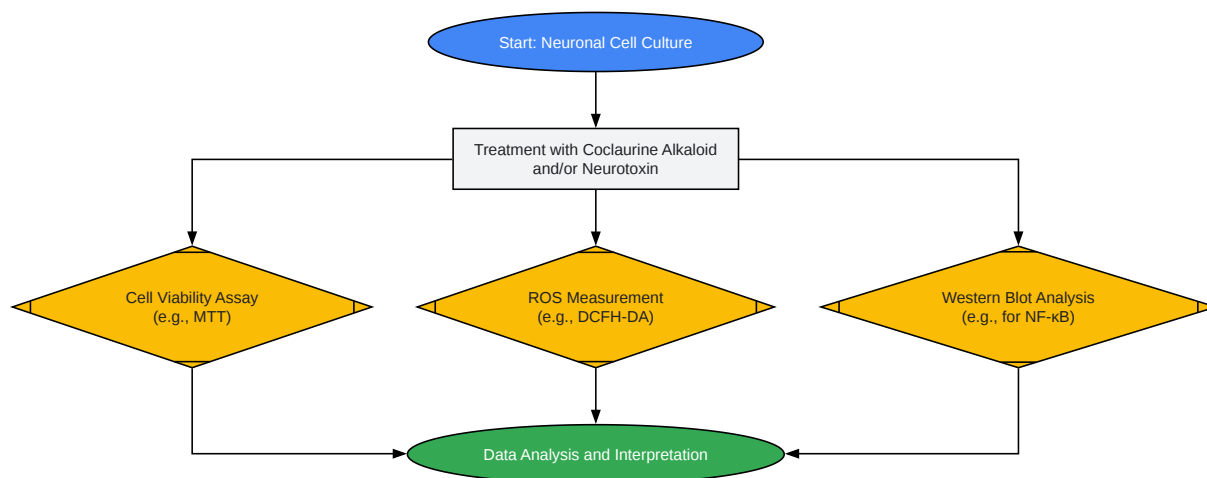 Start: Neuronal Cell Culture
Treatment with Coclaurine Alkaloid
and/or Neurotoxin
Cell Viability Assay
(e.g., MTT)
ROS Measurement
(e.g., DCFH-DA)
Western Blot Analysis
(e.g., for NF-κB)
Data Analysis and Interpretation